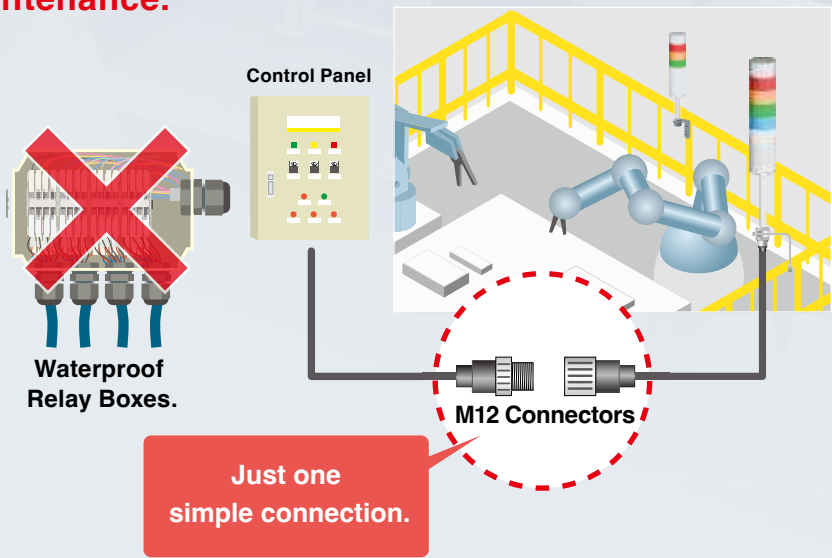 Control Panel
Waterproof
Relay Boxes.
M12 Connectors
Just one
simple connection.